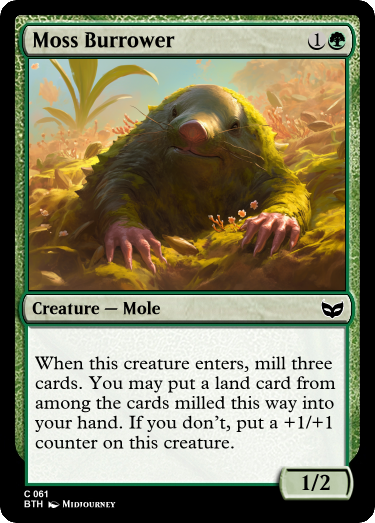 Moss Burrower 1
Creature — Mole
When this creature enters, mill three
cards. You may put a land card from
among the cards milled this way into
your hand. If you don't, put a +1/+1
counter on this creature.
1/2
C 061
BTH Midjourney